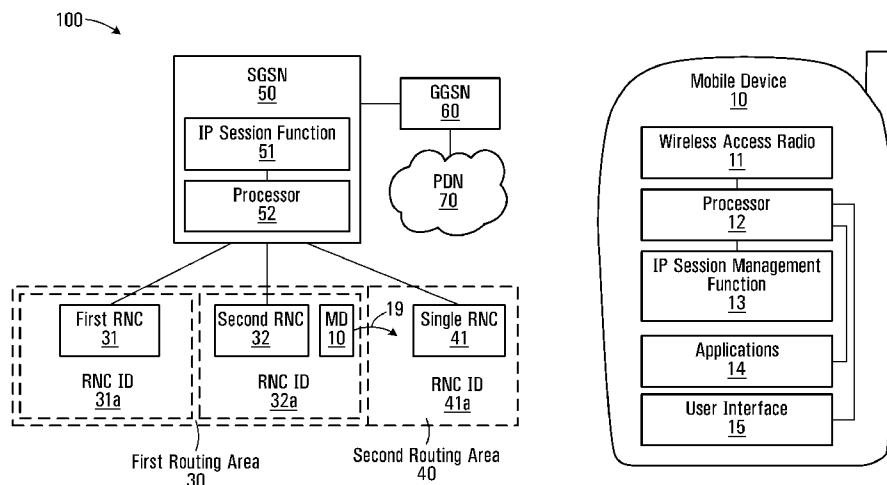 100
SGSN
50
IP Session Function
51
Processor
52
GGSN
60
PDN
70
First RNC
31
RNC ID
31a
Second RNC
32
MD
10
19
RNC ID
32a
Single RNC
41
RNC ID
41a
First Routing Area
30
Second Routing Area
40
Mobile Device
10
Wireless Access Radio
11
Processor
12
IP Session Management
Function
13
Applications
14
User Interface
15